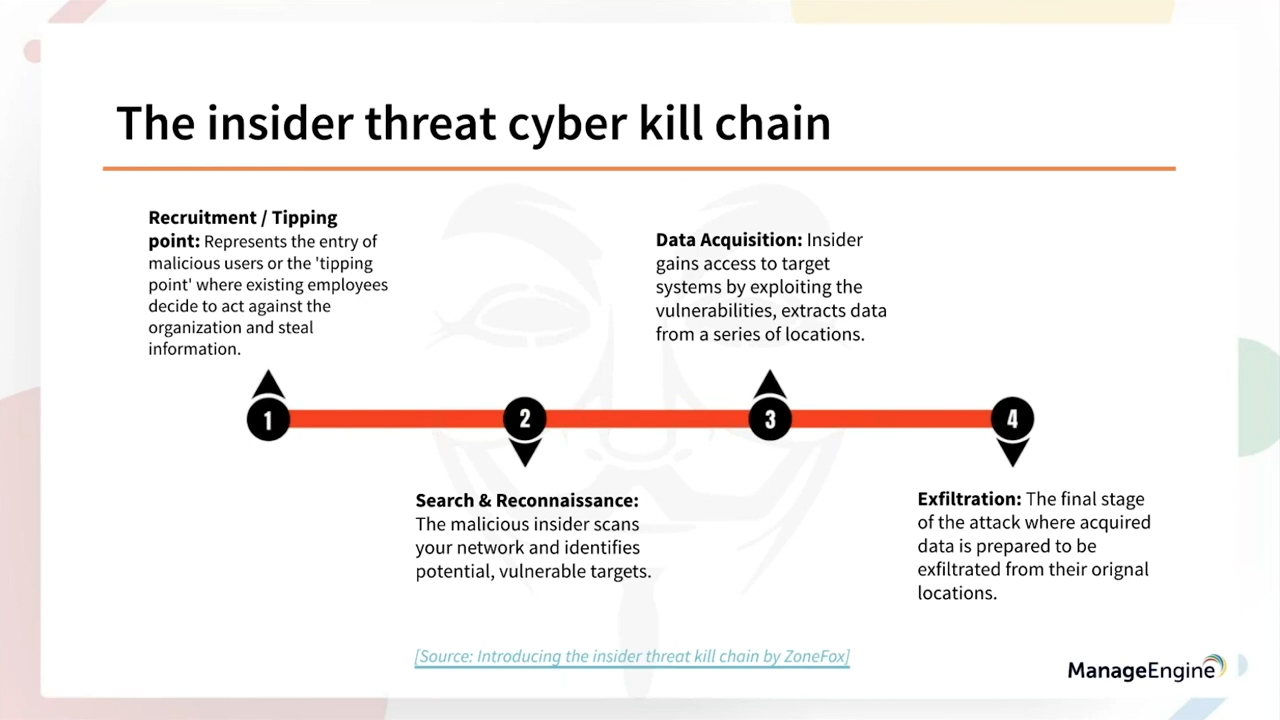 The insider threat cyber kill chain
Recruitment / Tipping
point: Represents the entry of
malicious users or the 'tipping
point' where existing employees
decide to act against the
organization and steal
information.
Data Acquisition: Insider
gains access to target
systems by exploiting the
vulnerabilities, extracts data
from a series of locations.
1
2
3
4
Search & Reconnaissance:
The malicious insider scans
your network and identifies
potential, vulnerable targets.
Exfiltration: The final stage
of the attack where acquired
data is prepared to be
exfiltrated from their orignal
locations.
[Source: Introducing the insider threat kill chain by ZoneFox]
ManageEngine